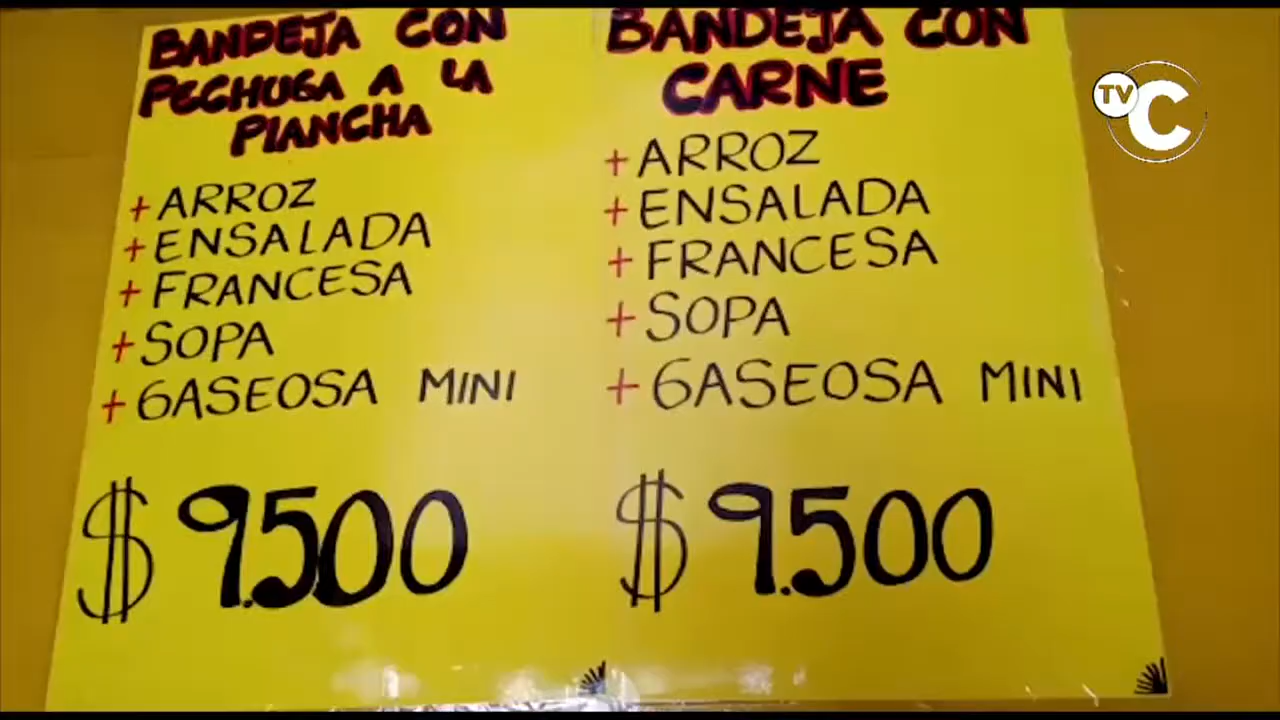 BANDEJA CON
PECHUGA A LA
PLANCHA
+ ARROZ
+ ENSALADA
+ FRANCESA
+ SOPA
+ GASEOSA MINI
$ 9.500
BANDEJA CON
CARNE
+ ARROZ
+ ENSALADA
+ FRANCESA
+ SOPA
+ GASEOSA MINI
$ 9.500
TV C